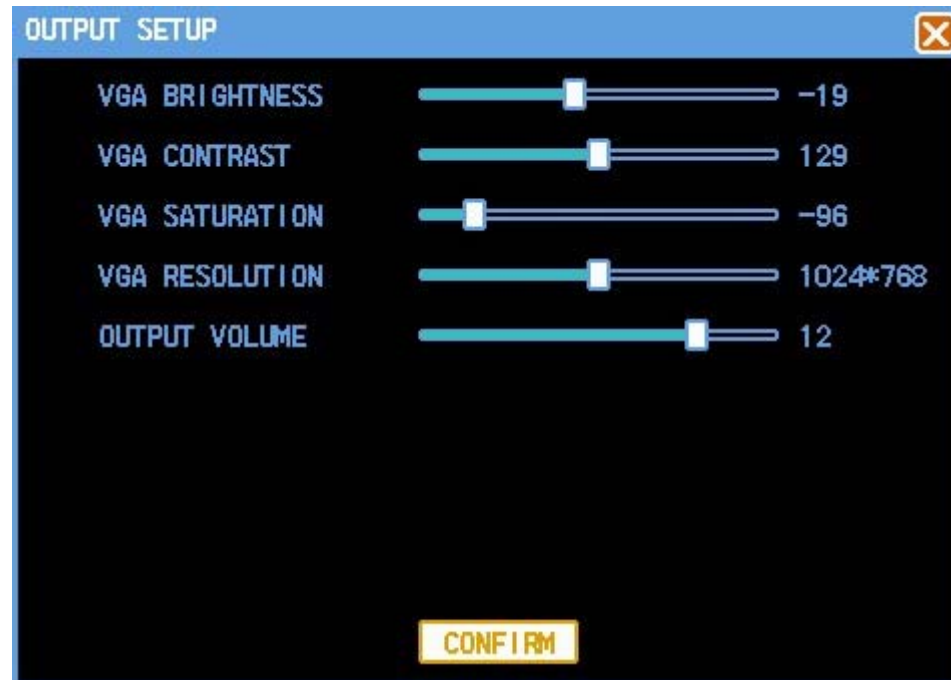 OUTPUT SETUP
VGA BRIGHTNESS -19
VGA CONTRAST 129
VGA SATURATION -96
VGA RESOLUTION 1024*768
OUTPUT VOLUME 12
CONFIRM